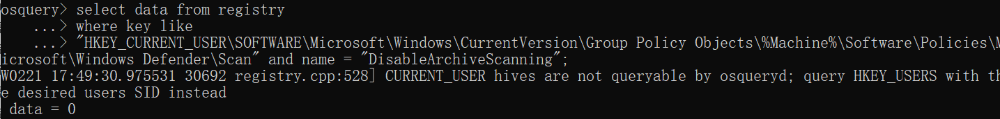 osquery> select data from registry
...> where key like
...> "HKEY_CURRENT_USER\SOFTWARE\Microsoft\Windows\CurrentVersion\Group Policy Objects\%Machine%\Software\Policies\M
icrosoft\Windows Defender\Scan" and name = "DisableArchiveScanning";
W0221 17:49:30.975531 30692 registry.cpp:528] CURRENT_USER hives are not queryable by osqueryd; query HKEY_USERS with th
e desired users SID instead
data = 0